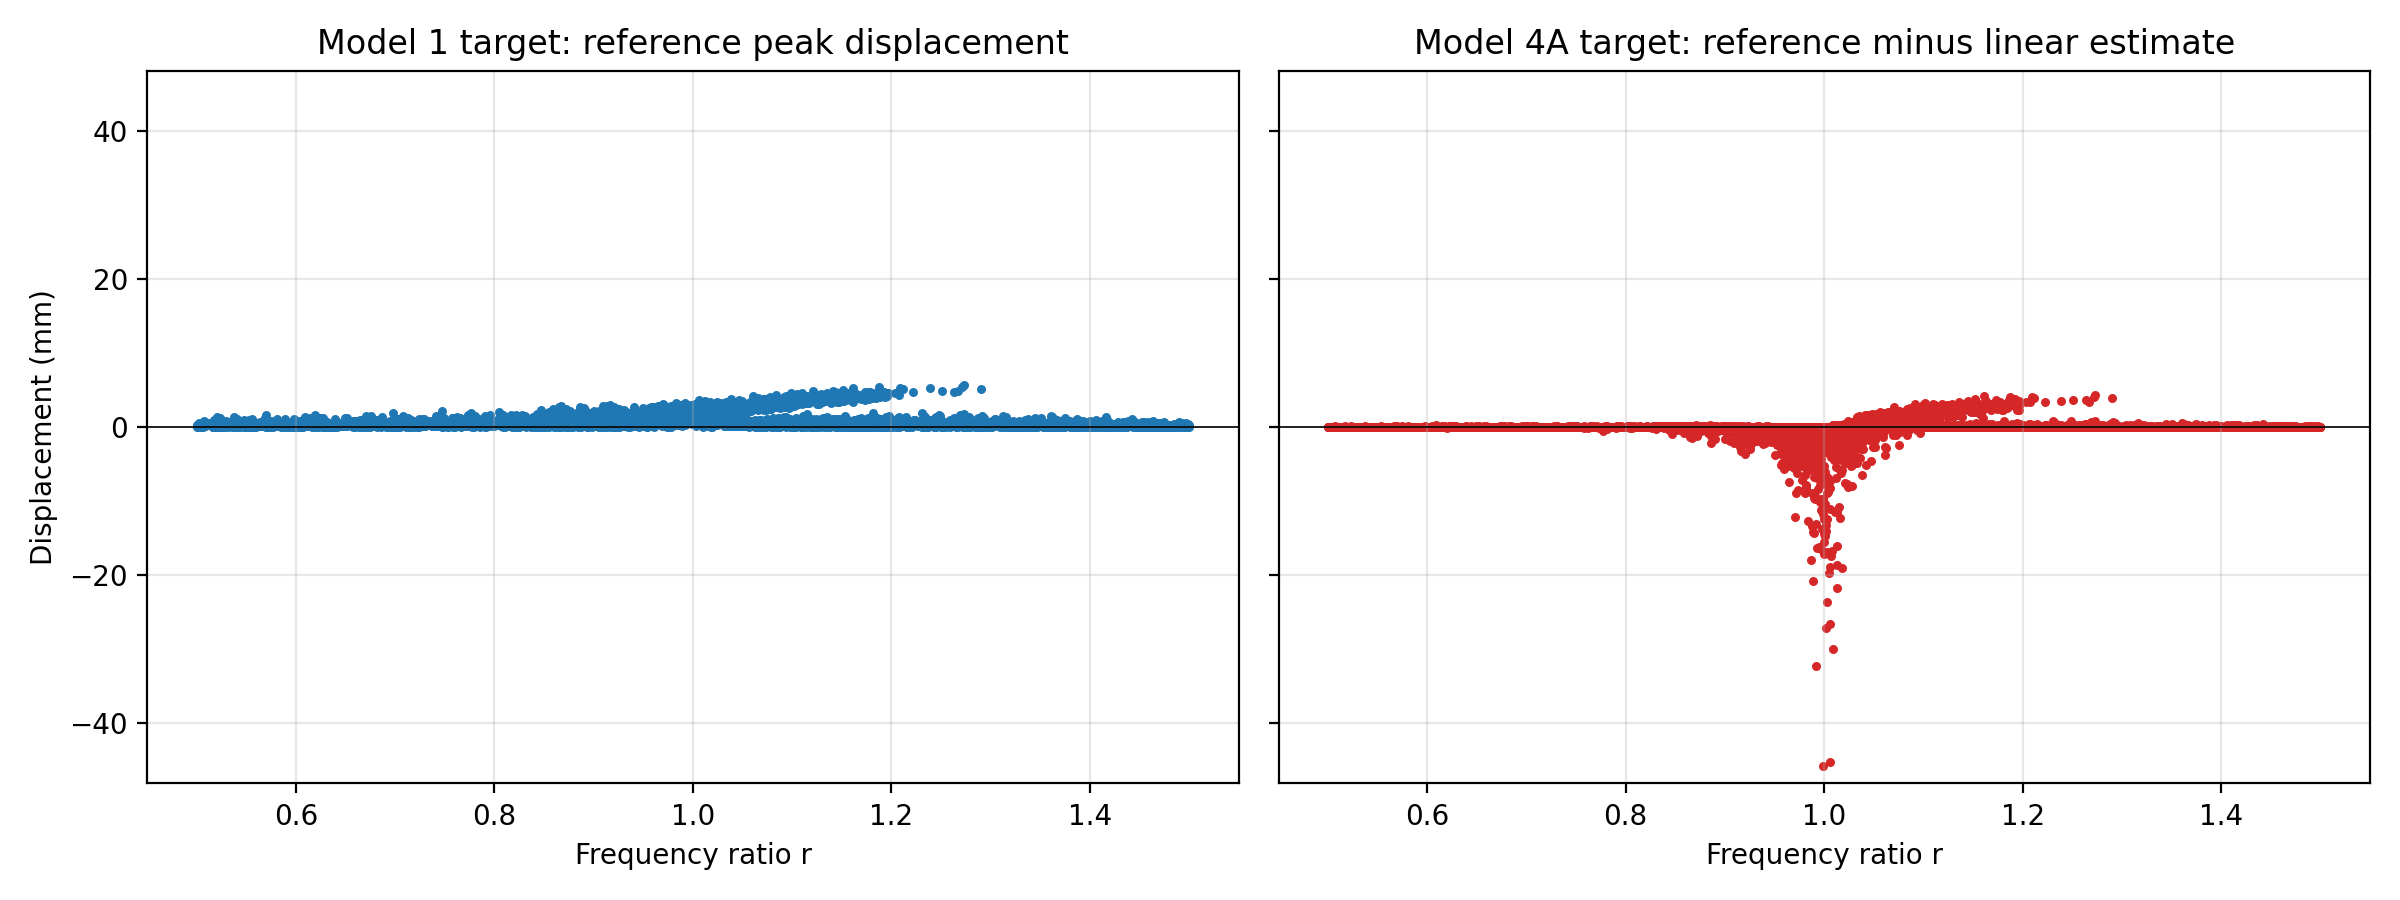 Model 1 target: reference peak displacement
Model 4A target: reference minus linear estimate
Displacement (mm)
40
20
0
−20
−40
0.6 0.8 1.0 1.2 1.4
0.6 0.8 1.0 1.2 1.4
Frequency ratio r
Frequency ratio r